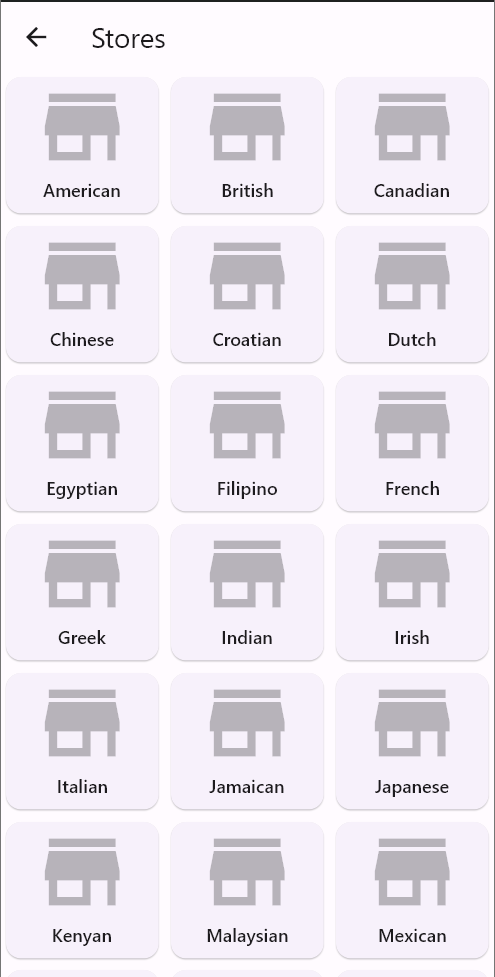 Stores
American British Canadian
Chinese Croatian Dutch
Egyptian Filipino French
Greek Indian Irish
Italian Jamaican Japanese
Kenyan Malaysian Mexican